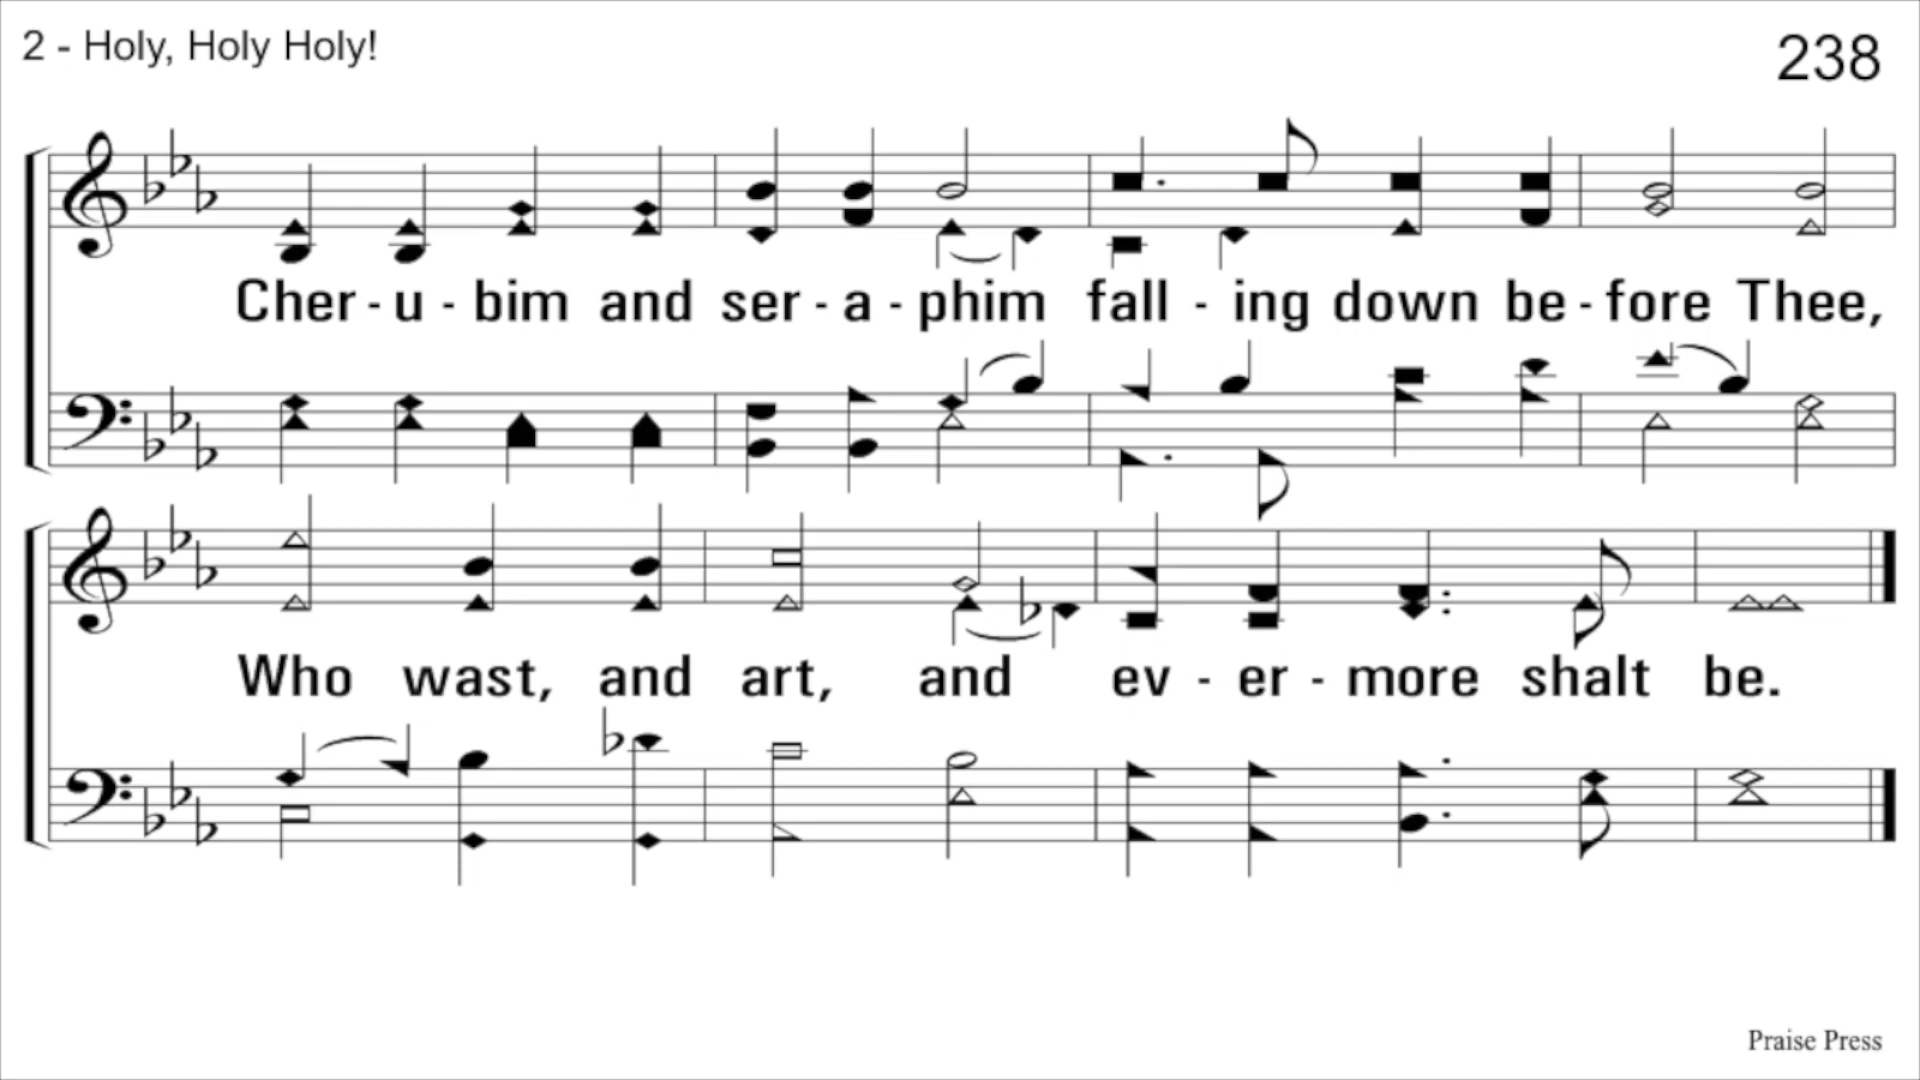 2 - Holy, Holy Holy!
238
Cher - u - bim and ser - a - phim fall - ing down be - fore Thee,
Who wast, and art, and ev - er - more shalt be.
Praise Press